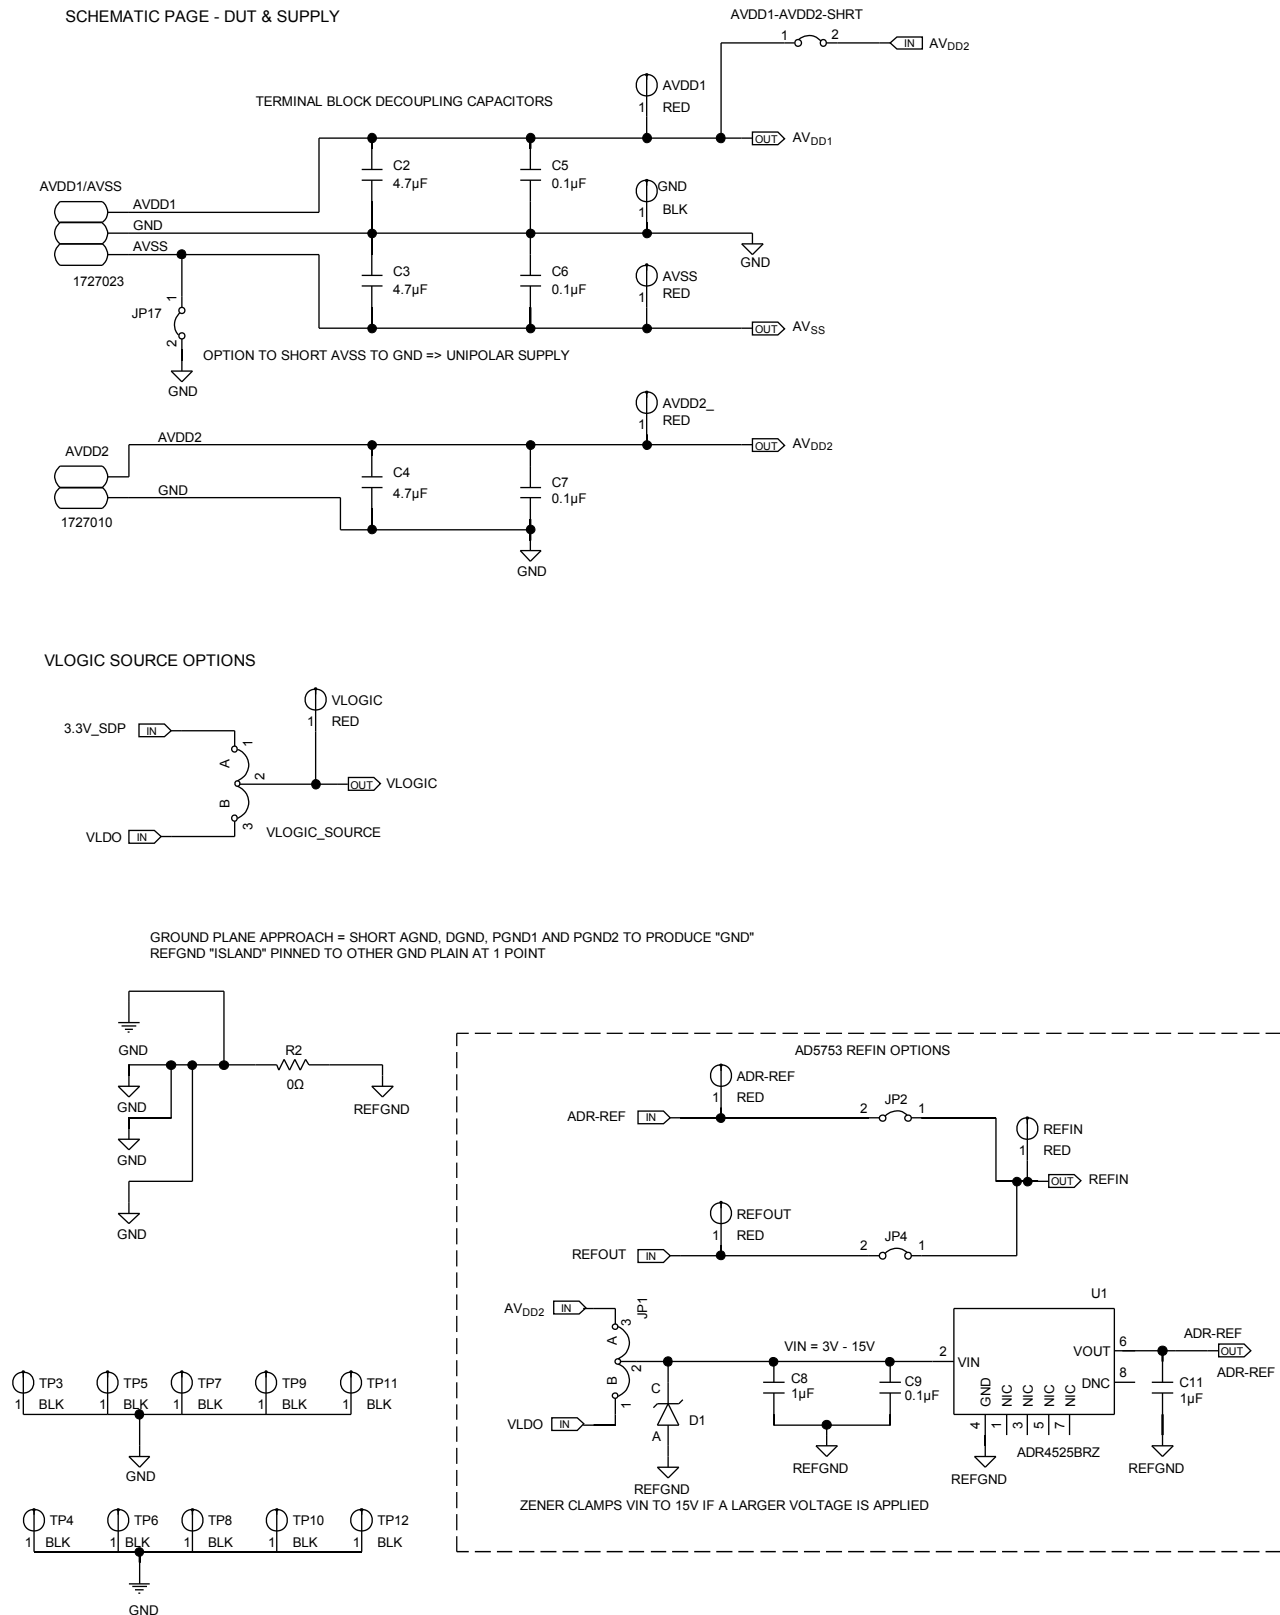 SCHEMATIC PAGE - DUT & SUPPLY
AVDD1-AVDD2-SHRT
1 2 IN AVDD2
AVDD1
1 RED
TERMINAL BLOCK DECOUPLING CAPACITORS
OUT AVDD1
C2
4.7µF
C5
0.1µF
AVDD1/AVSS
AVDD1
GND
AVSS
1727023
GND
1 BLK
GND
C3
4.7µF
C6
0.1µF
AVSS
1 RED
OUT AVSS
1
JP17
2
GND
OPTION TO SHORT AVSS TO GND => UNIPOLAR SUPPLY
AVDD2_
1 RED
AVDD2
AVDD2
OUT AVDD2
GND
1727010
C4
4.7µF
C7
0.1µF
GND
VLOGIC SOURCE OPTIONS
VLOGIC
1 RED
3.3V_SDP IN
1
A
2
OUT VLOGIC
B
3
VLDO IN
VLOGIC_SOURCE
GROUND PLANE APPROACH = SHORT AGND, DGND, PGND1 AND PGND2 TO PRODUCE "GND"
REFGND "ISLAND" PINNED TO OTHER GND PLAIN AT 1 POINT
GND
R2
0Ω
GND
REFGND
GND
GND
AD5753 REFIN OPTIONS
ADR-REF
1 RED
ADR-REF IN
2 JP2 1
REFIN
1 RED
OUT REFIN
REFOUT
1 RED
REFOUT IN
2 JP4 1
AVDD2 IN
JP1
3
A
2
B
1
VLDO IN
VIN = 3V - 15V
C
D1
A
REFGND
C8
1µF
C9
0.1µF
REFGND
U1
2 VIN
VOUT 6
DNC 8
GND NIC NIC NIC NIC
4 1 3 5 7
ADR4525BRZ
REFGND
ADR-REF
OUT
ADR-REF
C11
1µF
REFGND
ZENER CLAMPS VIN TO 15V IF A LARGER VOLTAGE IS APPLIED
TP3 TP5 TP7 TP9 TP11
1 BLK 1 BLK 1 BLK 1 BLK 1 BLK
GND
TP4 TP6 TP8 TP10 TP12
1 BLK 1 BLK 1 BLK 1 BLK 1 BLK
GND